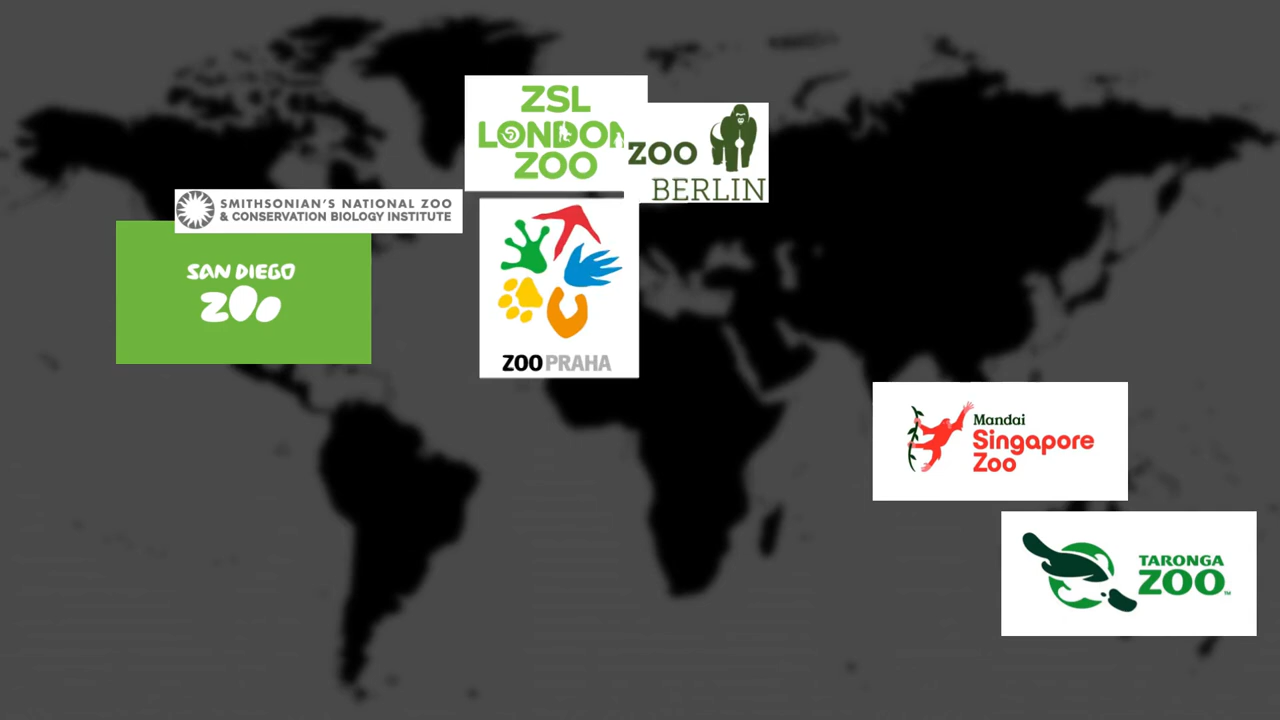 ZSL
LONDON
ZOO
ZOO
BERLIN
SMITHSONIAN'S NATIONAL ZOO
& CONSERVATION BIOLOGY INSTITUTE
SAN DIEGO
ZOO
ZOO PRAHA
Mandai
Singapore
Zoo
TARONGA
ZOO™